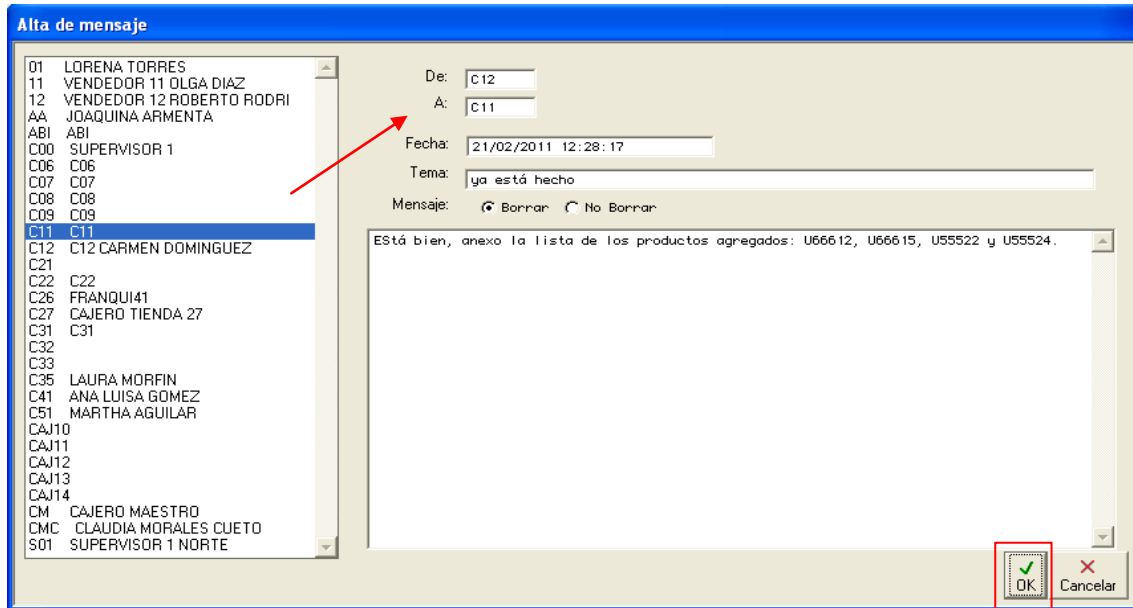 Alta de mensaje
01 LORENA TORRES
11 VENDEDOR 11 OLGA DIAZ
12 VENDEDOR 12 ROBERTO RODRI
AA JOAQUINA ARMENTA
ABI ABI
C00 SUPERVISOR 1
C06 C06
C07 C07
C08 C08
C09 C09
C11 C11
C12 C12 CARMEN DOMINGUEZ
C21
C22 C22
C26 FRANQUI41
C27 CAJERO TIENDA 27
C31 C31
C32
C33
C35 LAURA MORFIN
C41 ANA LUISA GOMEZ
C51 MARTHA AGUILAR
CAJ10
CAJ11
CAJ12
CAJ13
CAJ14
CM CAJERO MAESTRO
CMC CLAUDIA MORALES CUETO
S01 SUPERVISOR 1 NORTE
De: C12
A: C11
Fecha: 21/02/2011 12:28:17
Tema: ya está hecho
Mensaje: Borrar No Borrar
EStá bien, anexo la lista de los productos agregados: U66612, U66615, U55522 y U55524.
OK Cancelar